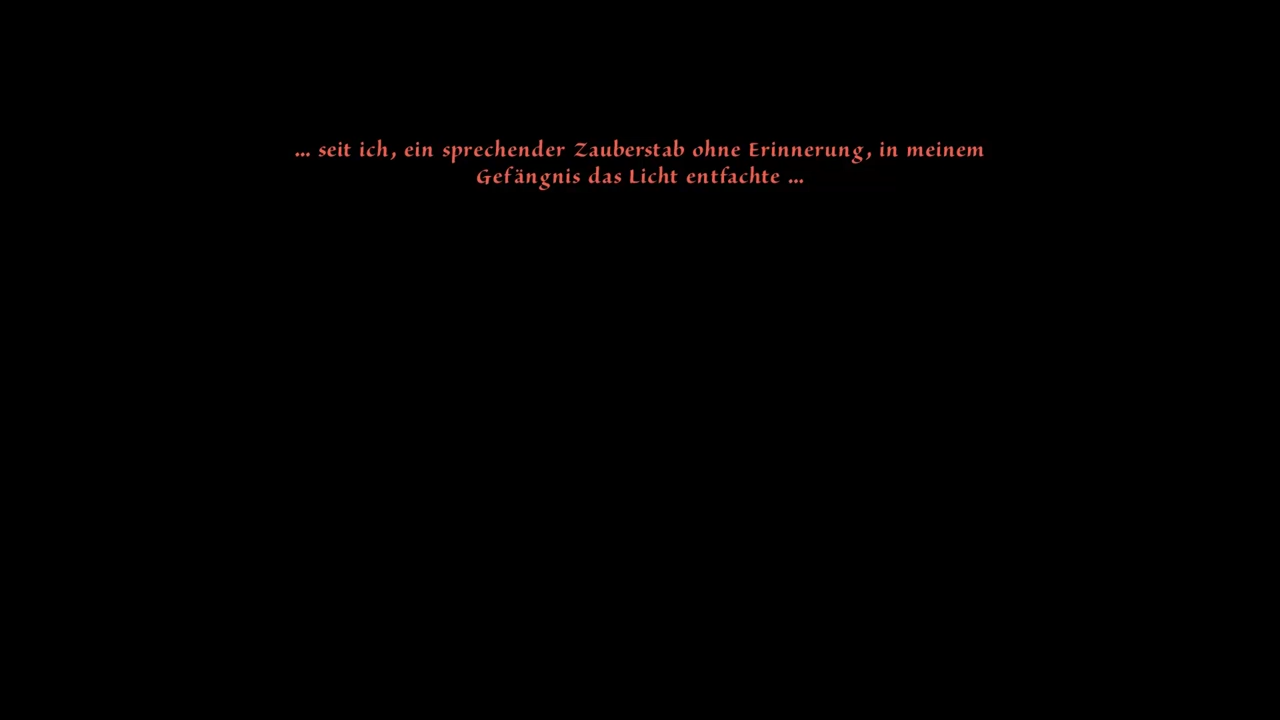 ... seit ich, ein sprechender Zauberstab ohne Erinnerung, in meinem
Gefängnis das Licht entfachte ...